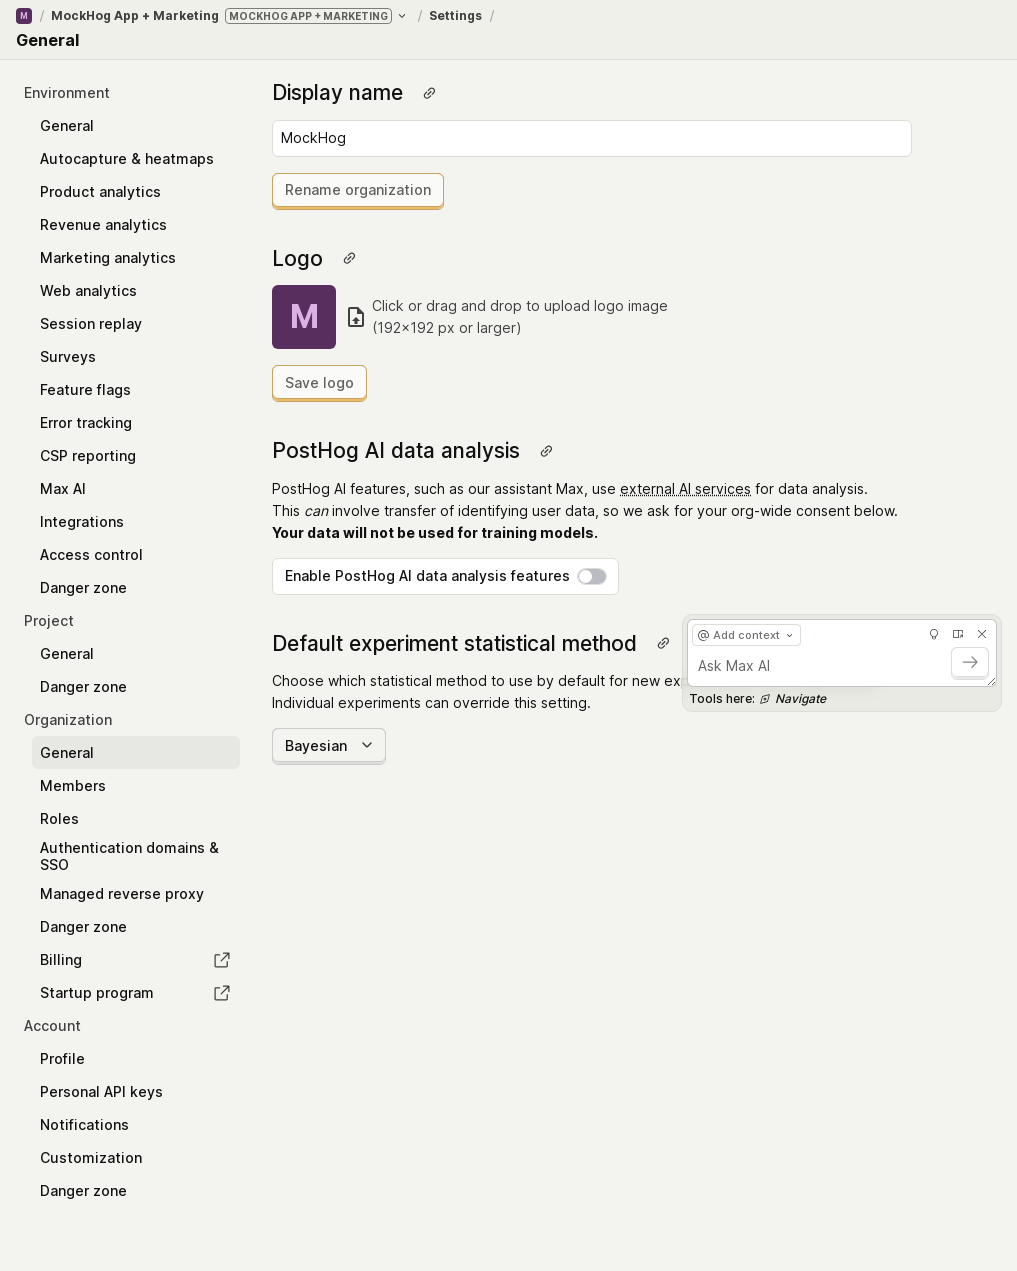 M / MockHog App + Marketing MOCKHOG APP + MARKETING / Settings /
General
Environment
General
Autocapture & heatmaps
Product analytics
Revenue analytics
Marketing analytics
Web analytics
Session replay
Surveys
Feature flags
Error tracking
CSP reporting
Max AI
Integrations
Access control
Danger zone
Project
General
Danger zone
Organization
General
Members
Roles
Authentication domains &
SSO
Managed reverse proxy
Danger zone
Billing
Startup program
Account
Profile
Personal API keys
Notifications
Customization
Danger zone
Display name
MockHog
Rename organization
Logo
M
Click or drag and drop to upload logo image
(192×192 px or larger)
Save logo
PostHog AI data analysis
PostHog AI features, such as our assistant Max, use external AI services for data analysis.
This can involve transfer of identifying user data, so we ask for your org-wide consent below.
Your data will not be used for training models.
Enable PostHog AI data analysis features
Default experiment statistical method
Choose which statistical method to use by default for new
Individual experiments can override this setting.
Bayesian
@ Add context
Ask Max AI
Tools here: Navigate